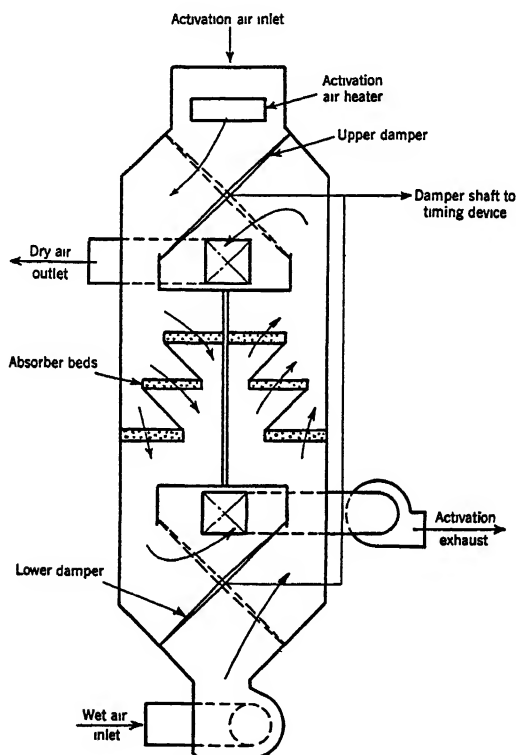 Activation air inlet
Activation
air heater
Upper damper
Damper shaft to
timing device
Dry air
outlet
Absorber beds
Activation
exhaust
Lower damper
Wet air
inlet